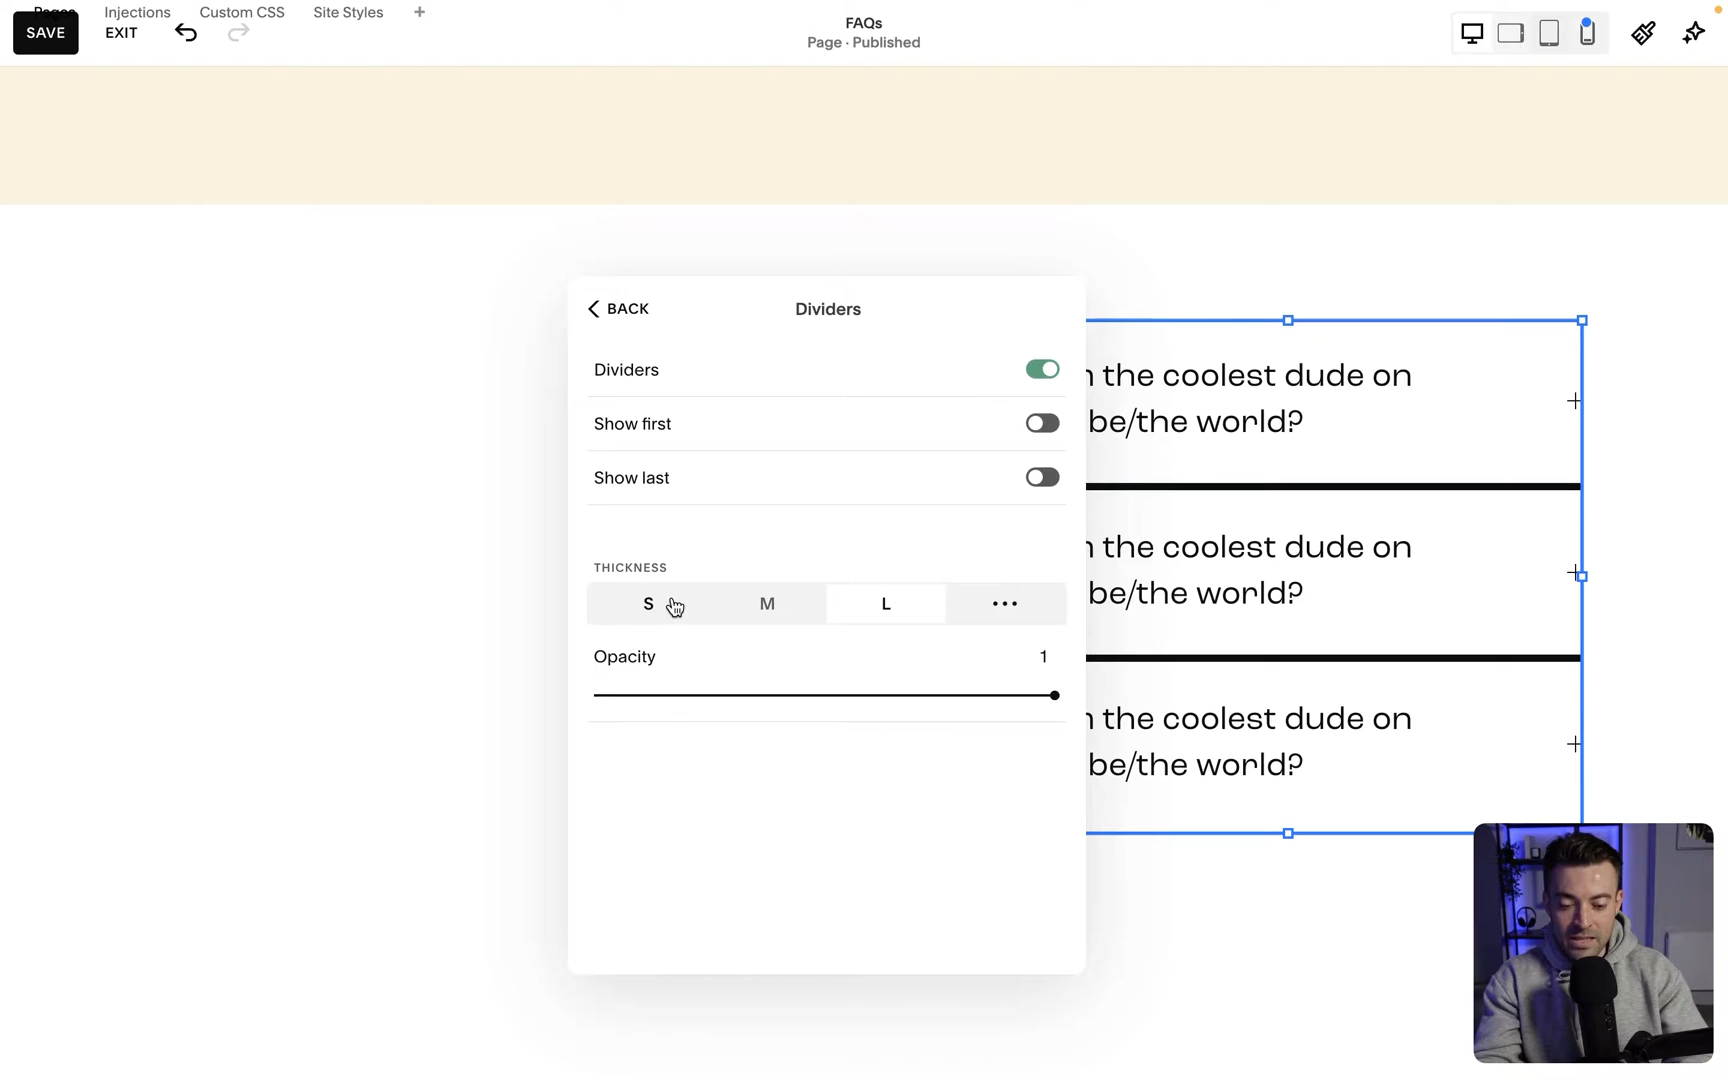 Pages Injections Custom CSS Site Styles +
SAVE EXIT
FAQs
Page · Published
BACK
Dividers
Dividers
Show first
Show last
THICKNESS
S M L ...
Opacity 1
the coolest dude on
be/the world?
the coolest dude on
be/the world?
the coolest dude on
be/the world?